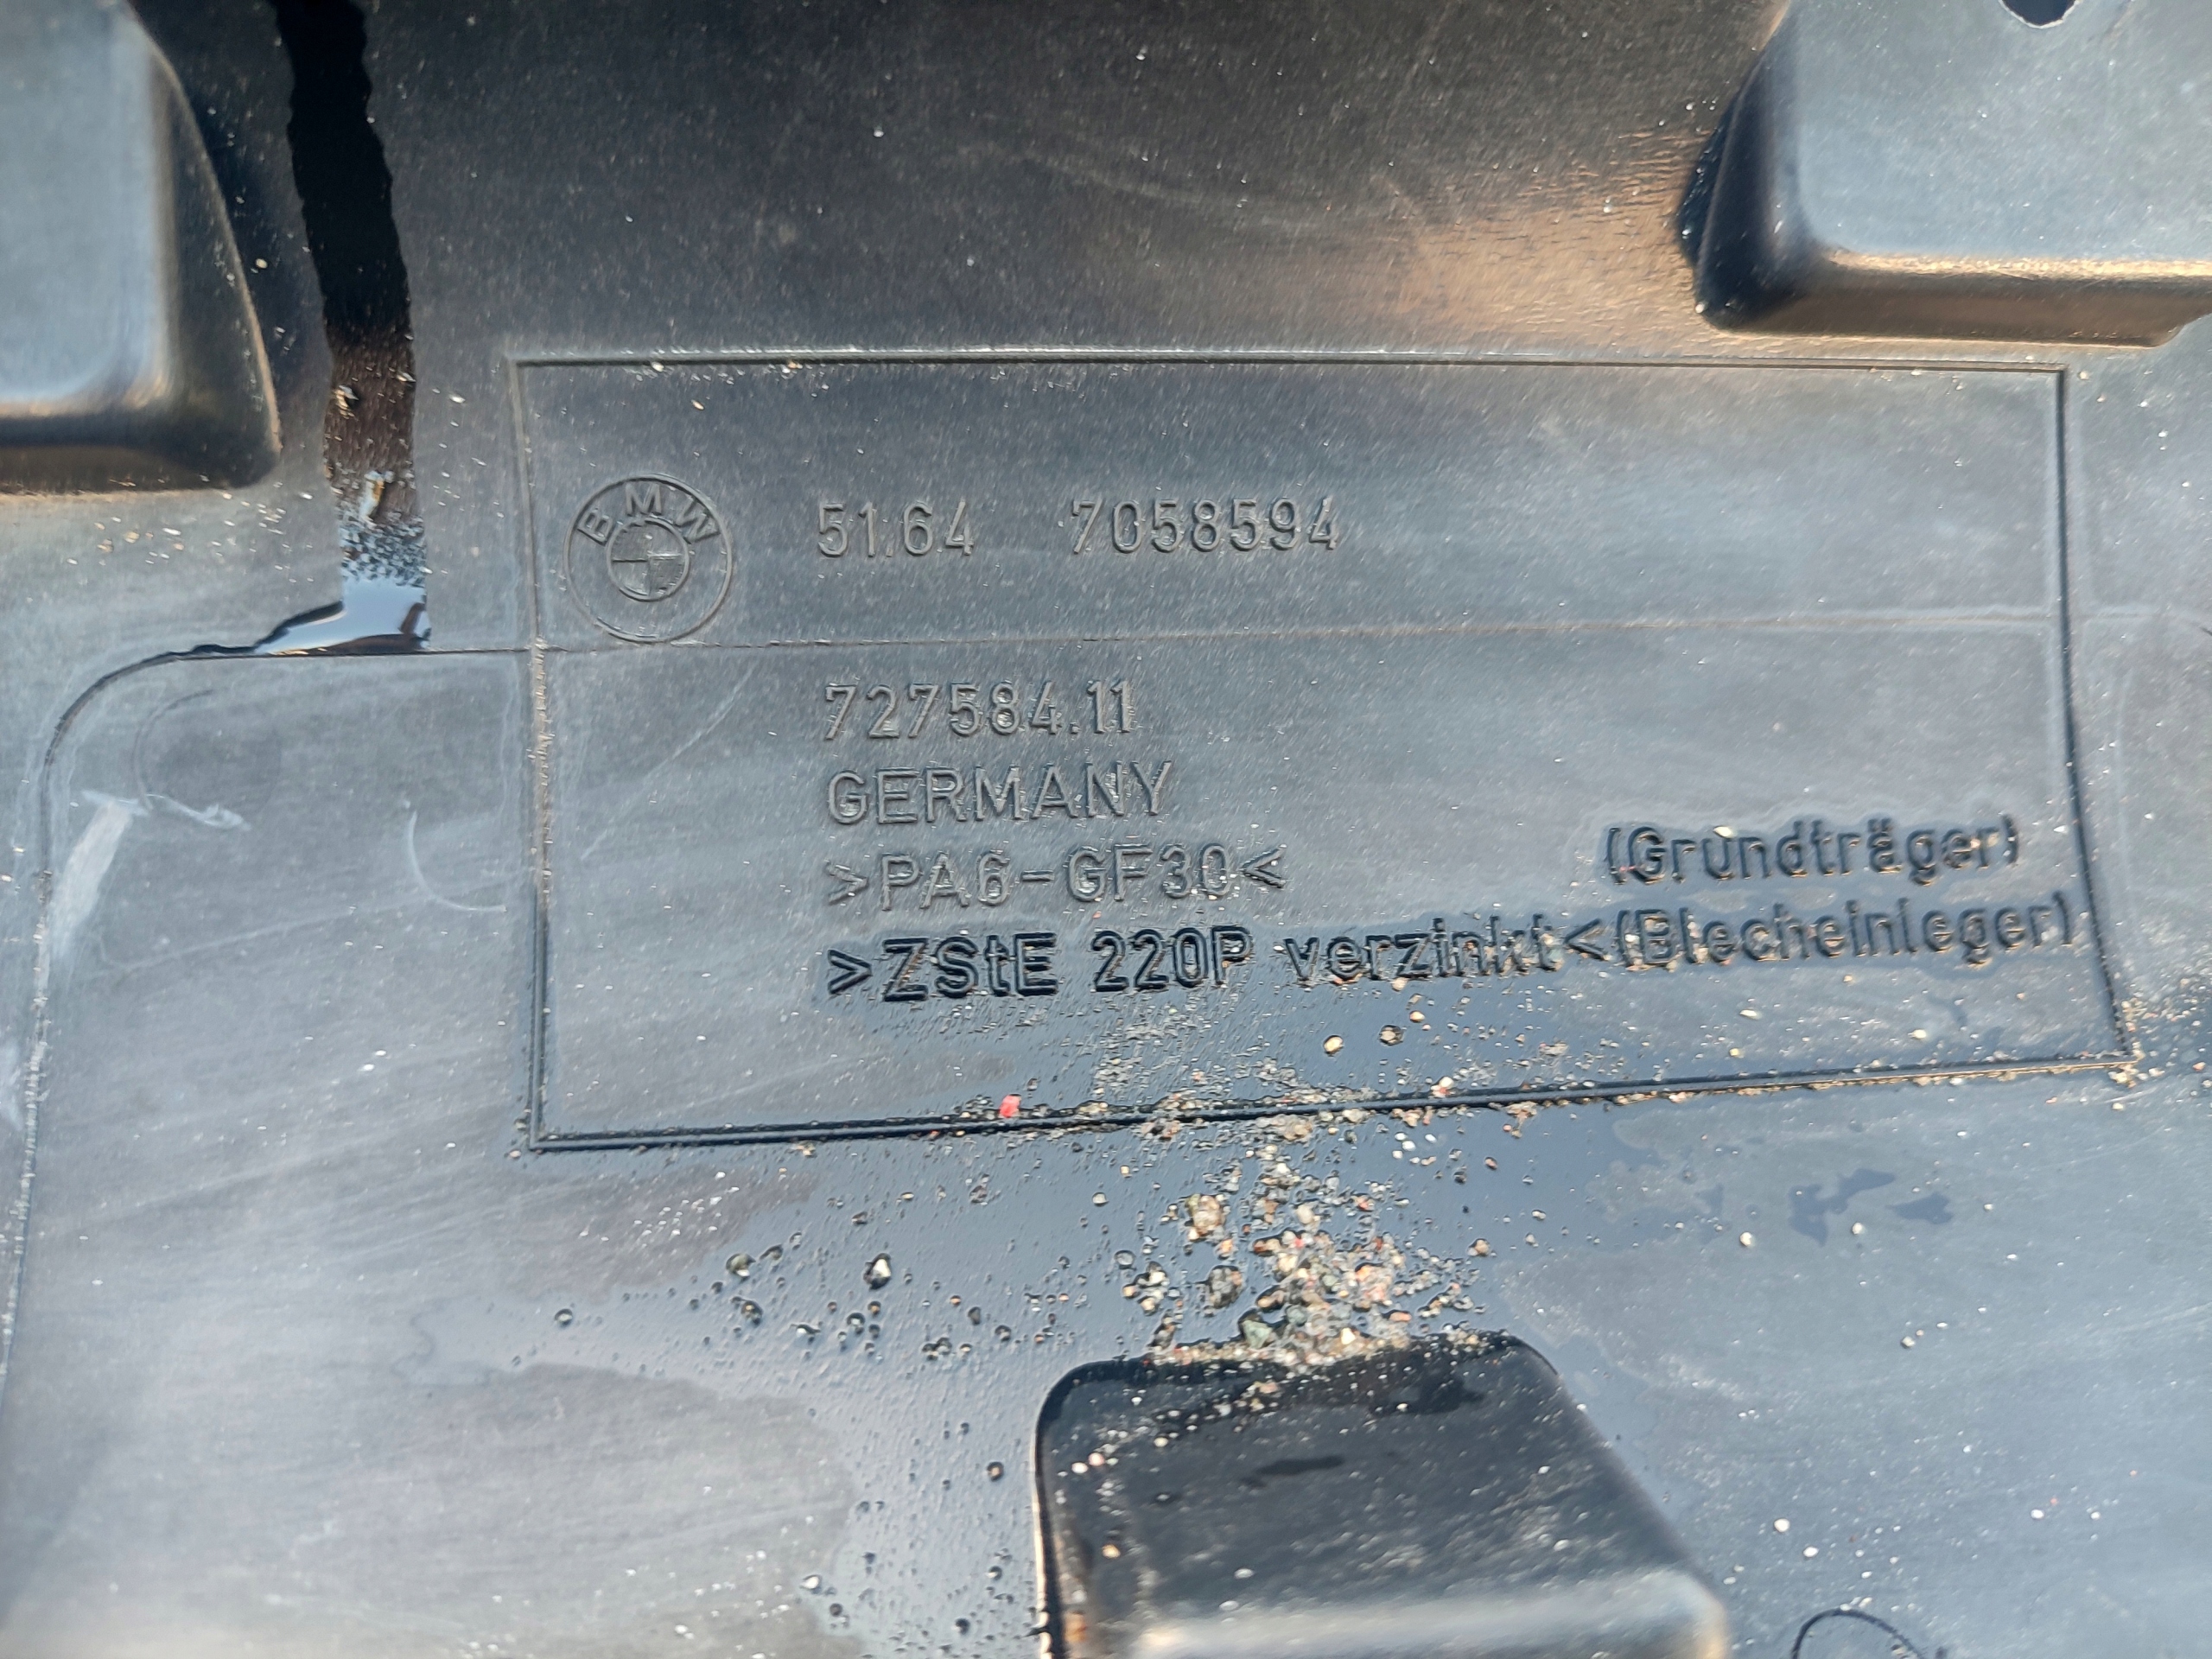 BMW 51.64 7058594
727584.11
GERMANY
>PA6-GF30< (Grundträger)
>ZStE 220P verzinkt<(Blecheinleger)